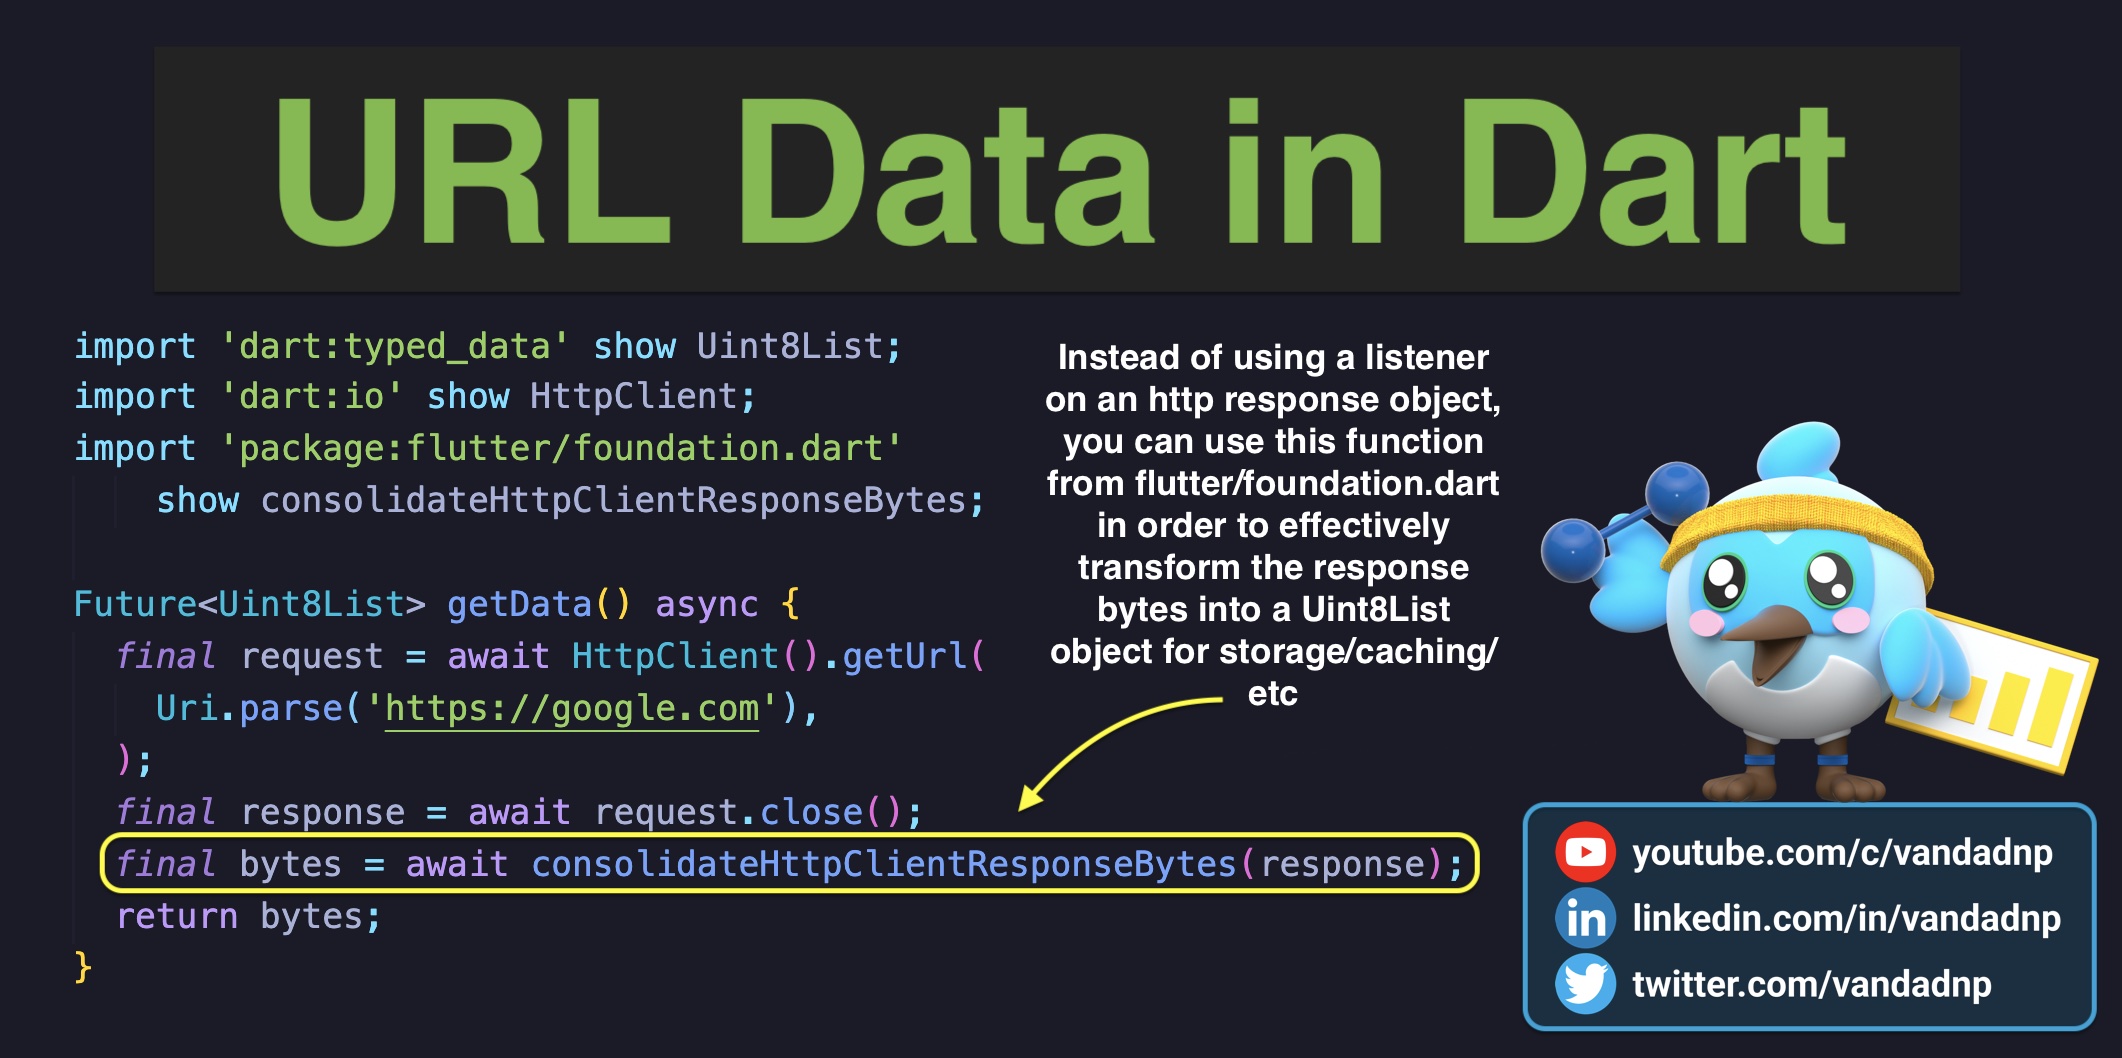 URL Data in Dart
import 'dart:typed_data' show Uint8List;
import 'dart:io' show HttpClient;
import 'package:flutter/foundation.dart'
    show consolidateHttpClientResponseBytes;

Future<Uint8List> getData() async {
  final request = await HttpClient().getUrl(
    Uri.parse('https://google.com'),
  );
  final response = await request.close();
  final bytes = await consolidateHttpClientResponseBytes(response);
  return bytes;
}
Instead of using a listener
on an http response object,
you can use this function
from flutter/foundation.dart
in order to effectively
transform the response
bytes into a Uint8List
object for storage/caching/
etc
youtube.com/c/vandadnp
in linkedin.com/in/vandadnp
twitter.com/vandadnp